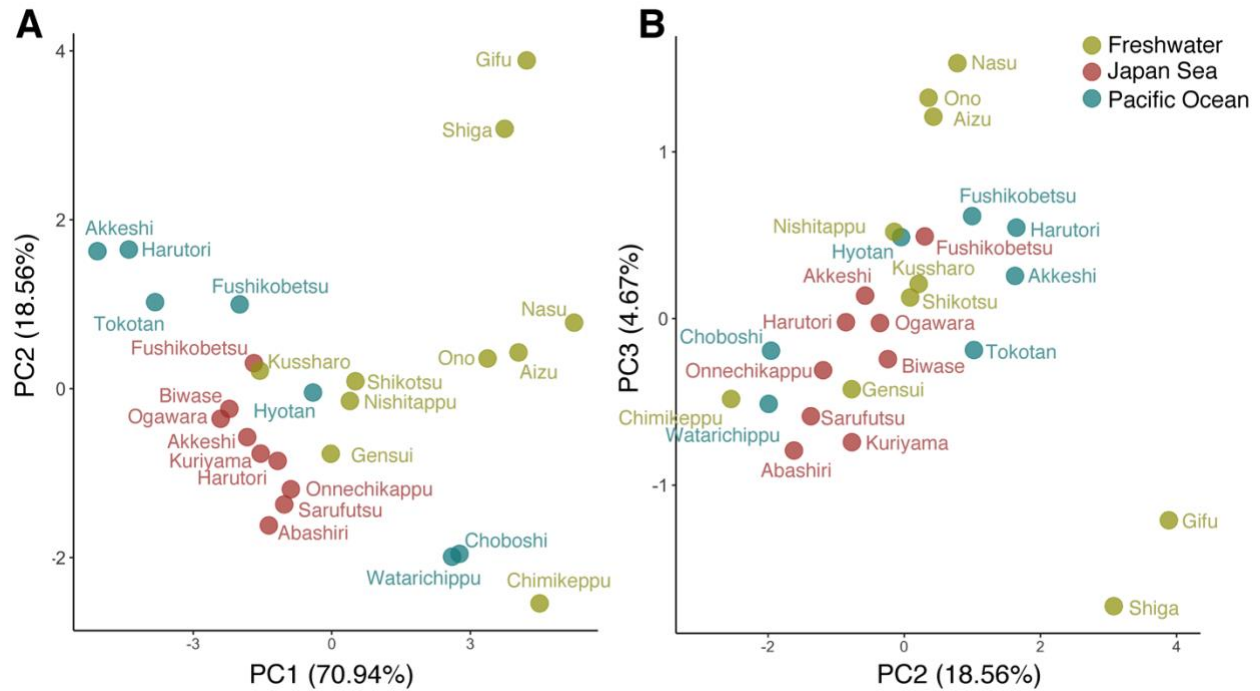 A
4
2
0
-2
PC2 (18.56%)
Gifu
Shiga
Akkeshi
Harutori
Fushikobetsu
Tokotan
Nasu
Fushikobetsu
Kussharo
Ono
Aizu
Shikotsu
Biwase
Nishitappu
Ogawara
Hyotan
Akkeshi
Kuriyama
Gensui
Harutori
Onnechikappu
Sarufutsu
Abashiri
Choboshi
Watarichippu
Chimikeppu
-3
0
3
PC1 (70.94%)
B
Freshwater
Japan Sea
Pacific Ocean
1
0
-1
PC3 (4.67%)
Nasu
Ono
Aizu
Fushikobetsu
Nishitappu
Harutori
Hyotan
Fushikobetsu
Kussharo
Akkeshi
Akkeshi
Shikotsu
Harutori
Ogawara
Choboshi
Tokotan
Onnechikappu
Biwase
Gensui
Chimikeppu
Sarufutsu
Watarichippu
Kuriyama
Abashiri
Gifu
Shiga
-2
0
2
4
PC2 (18.56%)